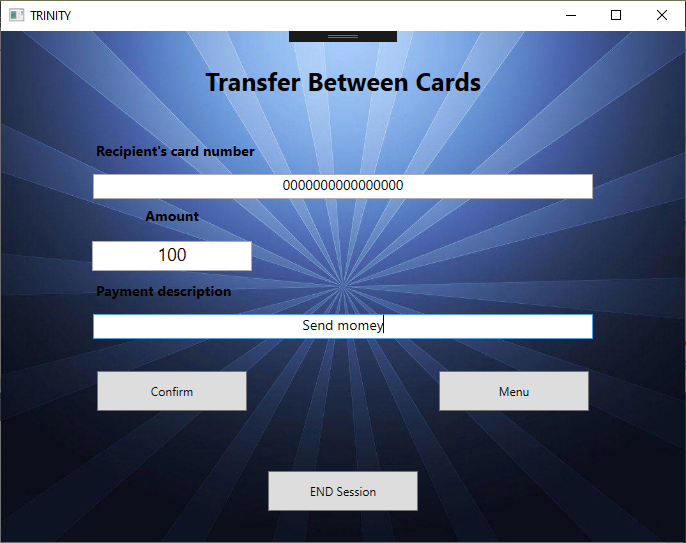 TRINITY
Transfer Between Cards
Recipient's card number
0000000000000000
Amount
100
Payment description
Send momey
Confirm
Menu
END Session